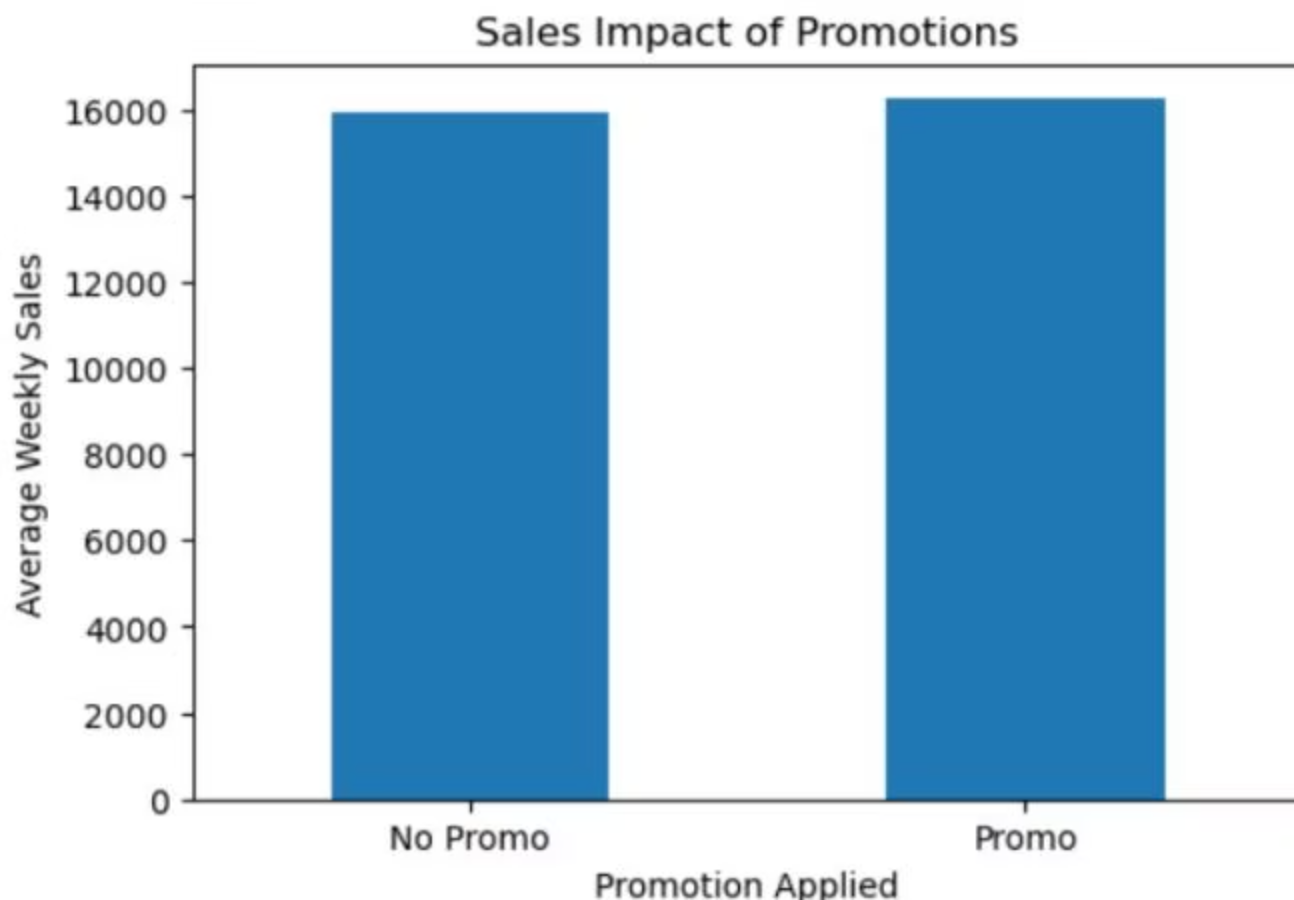 Sales Impact of Promotions
Average Weekly Sales
16000
14000
12000
10000
8000
6000
4000
2000
0
No Promo
Promo
Promotion Applied